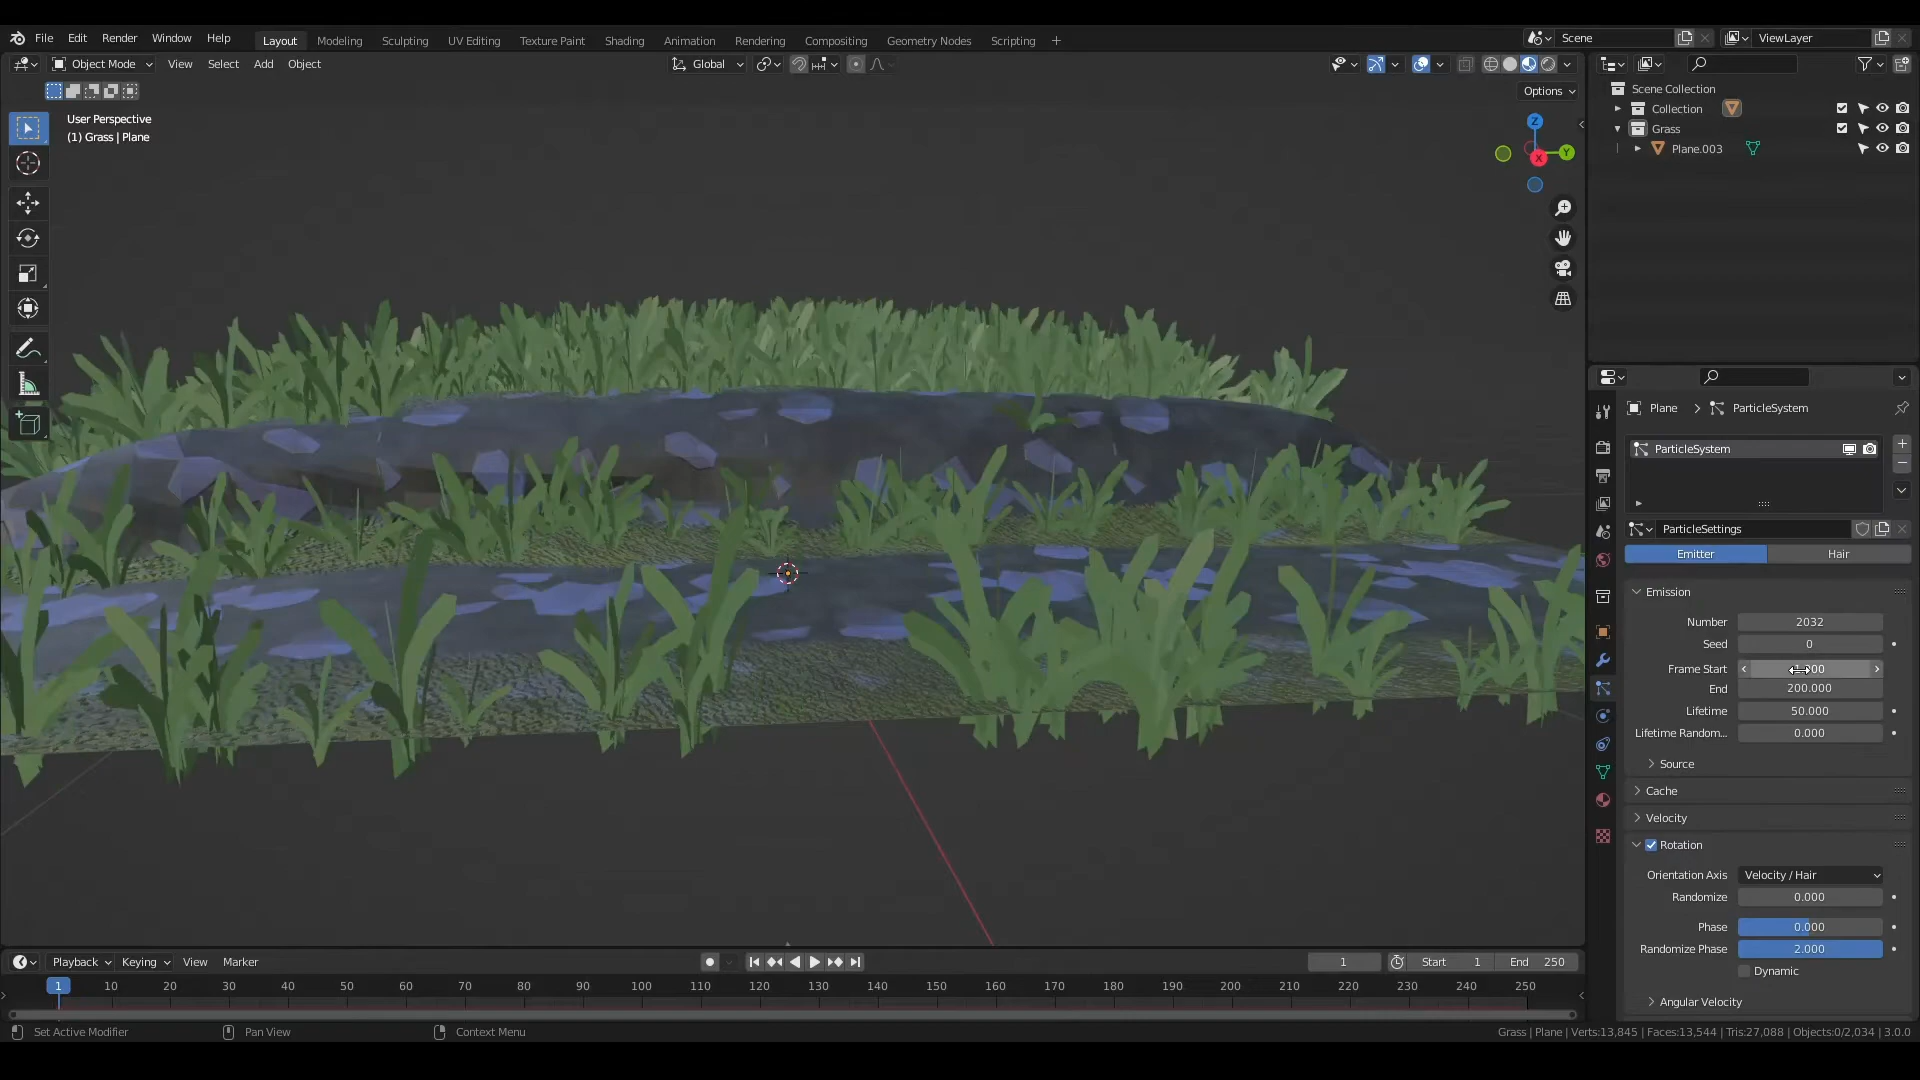 File Edit Render Window Help Layout Modeling Sculpting UV Editing Texture Paint Shading Animation Rendering Compositing Geometry Nodes Scripting + Scene ViewLayer
Object Mode View Select Add Object Global
Options
User Perspective
(1) Grass | Plane
Z
Y
X
Scene Collection
Collection
Grass
Plane.003
Plane > ParticleSystem
ParticleSystem
ParticleSettings
Emitter Hair
Emission
Number 2032
Seed 0
Frame Start
End 200.000
Lifetime 50.000
Lifetime Random... 0.000
Source
Cache
Velocity
Rotation
Orientation Axis Velocity / Hair
Randomize 0.000
Phase 0.000
Randomize Phase 2.000
Dynamic
Angular Velocity
Playback Keying View Marker 1 Start 1 End 250
1 10 20 30 40 50 60 70 80 90 100 110 120 130 140 150 160 170 180 190 200 210 220 230 240 250
Set Active Modifier Pan View Context Menu Grass | Plane | Verts:13,845 | Faces:13,544 | Tris:27,088 | Objects:0/2,034 | 3.0.0